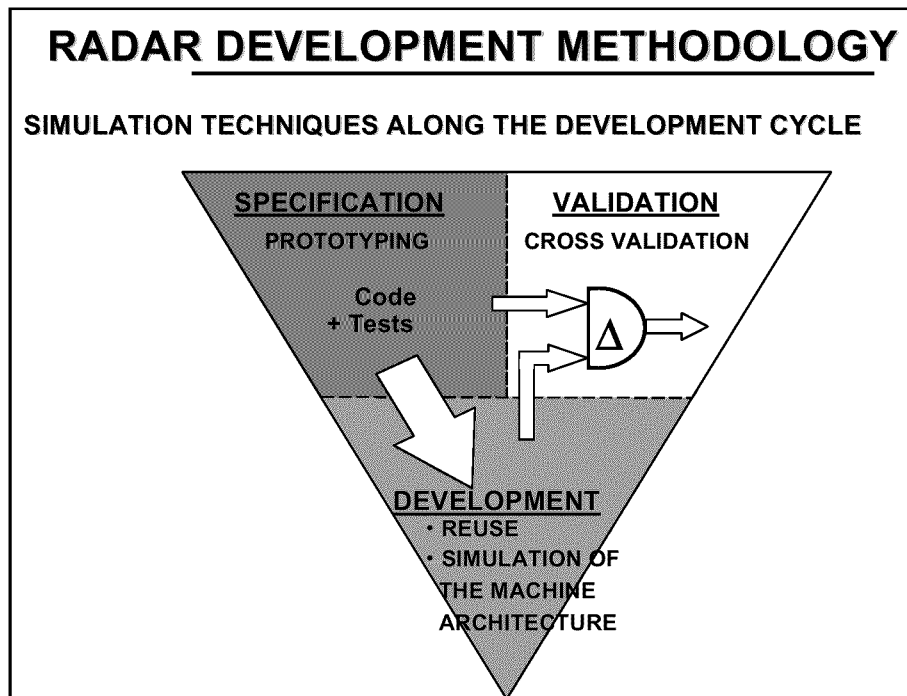 RADAR DEVELOPMENT METHODOLOGY
SIMULATION TECHNIQUES ALONG THE DEVELOPMENT CYCLE
SPECIFICATION
PROTOTYPING
Code
+ Tests
VALIDATION
CROSS VALIDATION
Δ
DEVELOPMENT
• REUSE
• SIMULATION OF
THE MACHINE
ARCHITECTURE